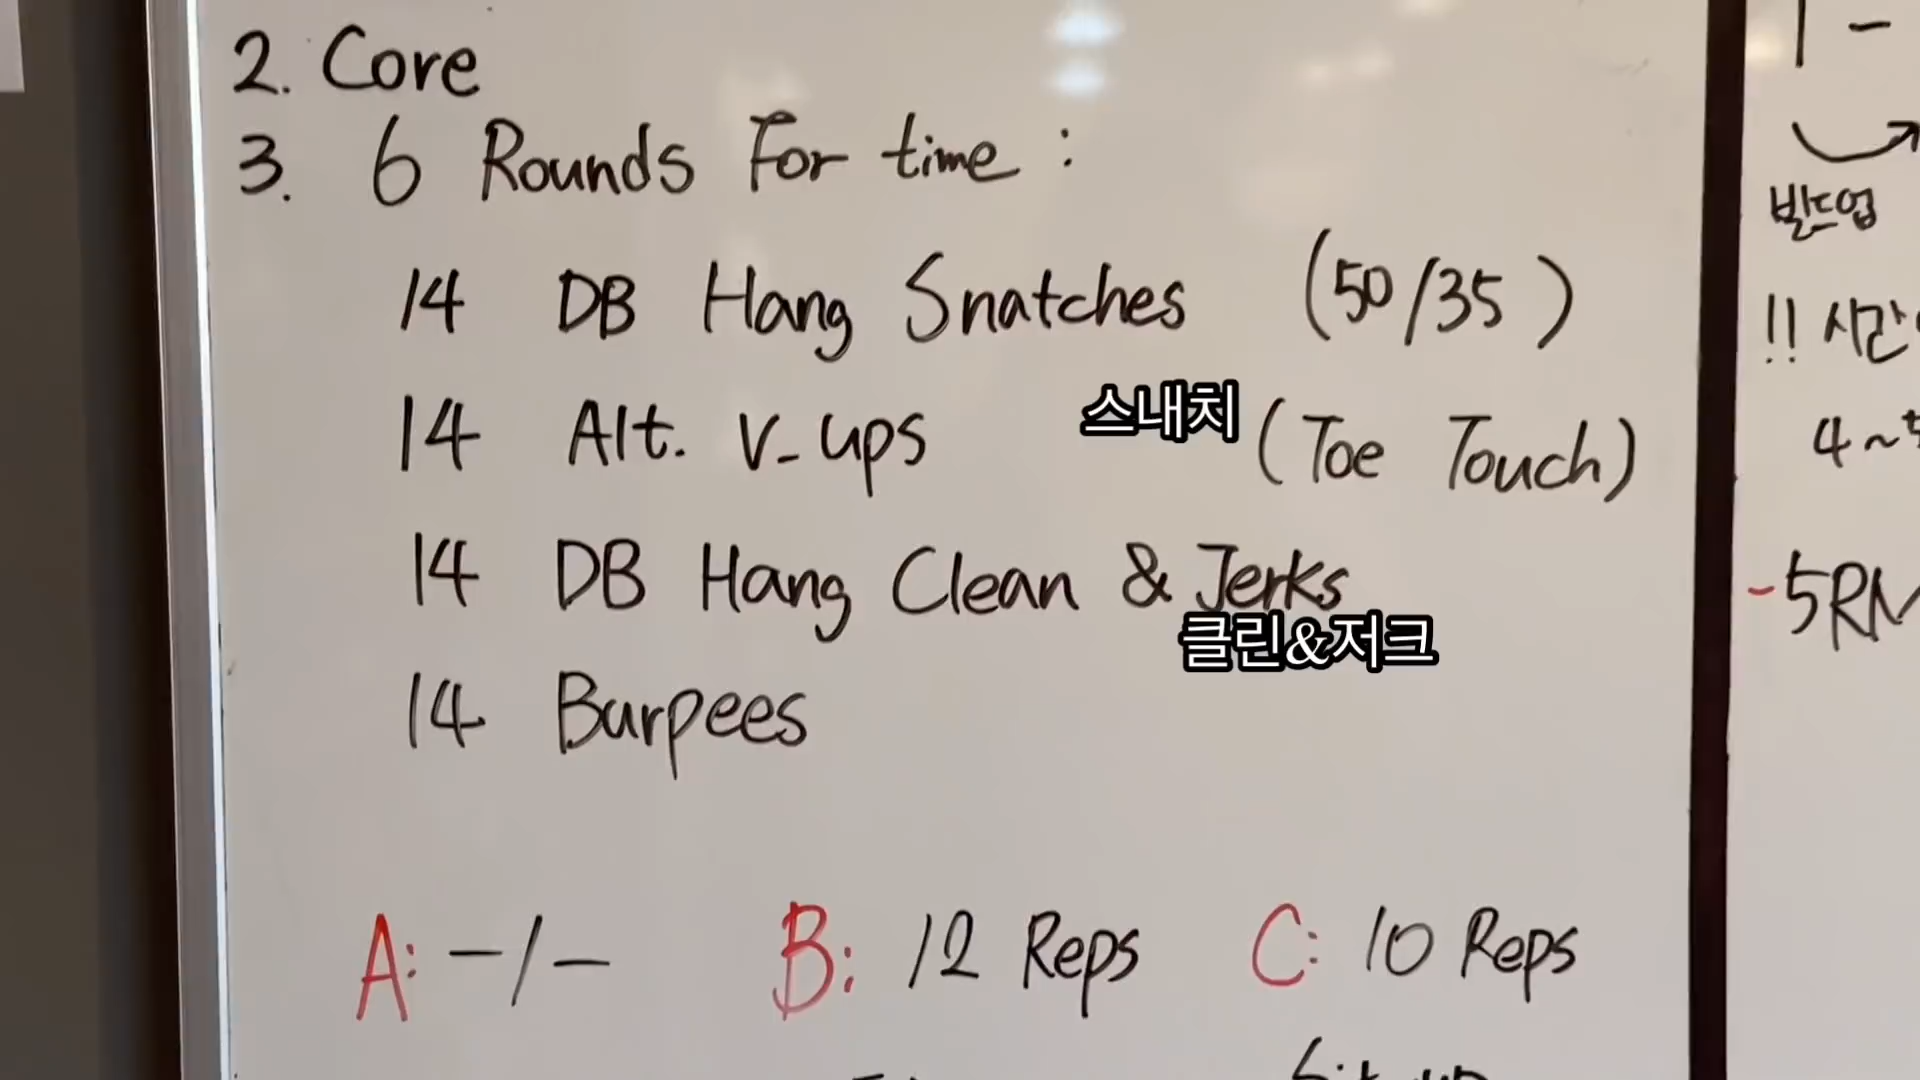 2. Core
3. 6 Rounds For time :
14 DB Hang Snatches (50/35)
스내치
14 Alt. V-ups (Toe Touch)
14 DB Hang Clean & Jerks
클린&저크
14 Burpees
A: -/- B: 12 Reps C: 10 Reps
1 -
빌드업
!! 시간
4~
-5RM